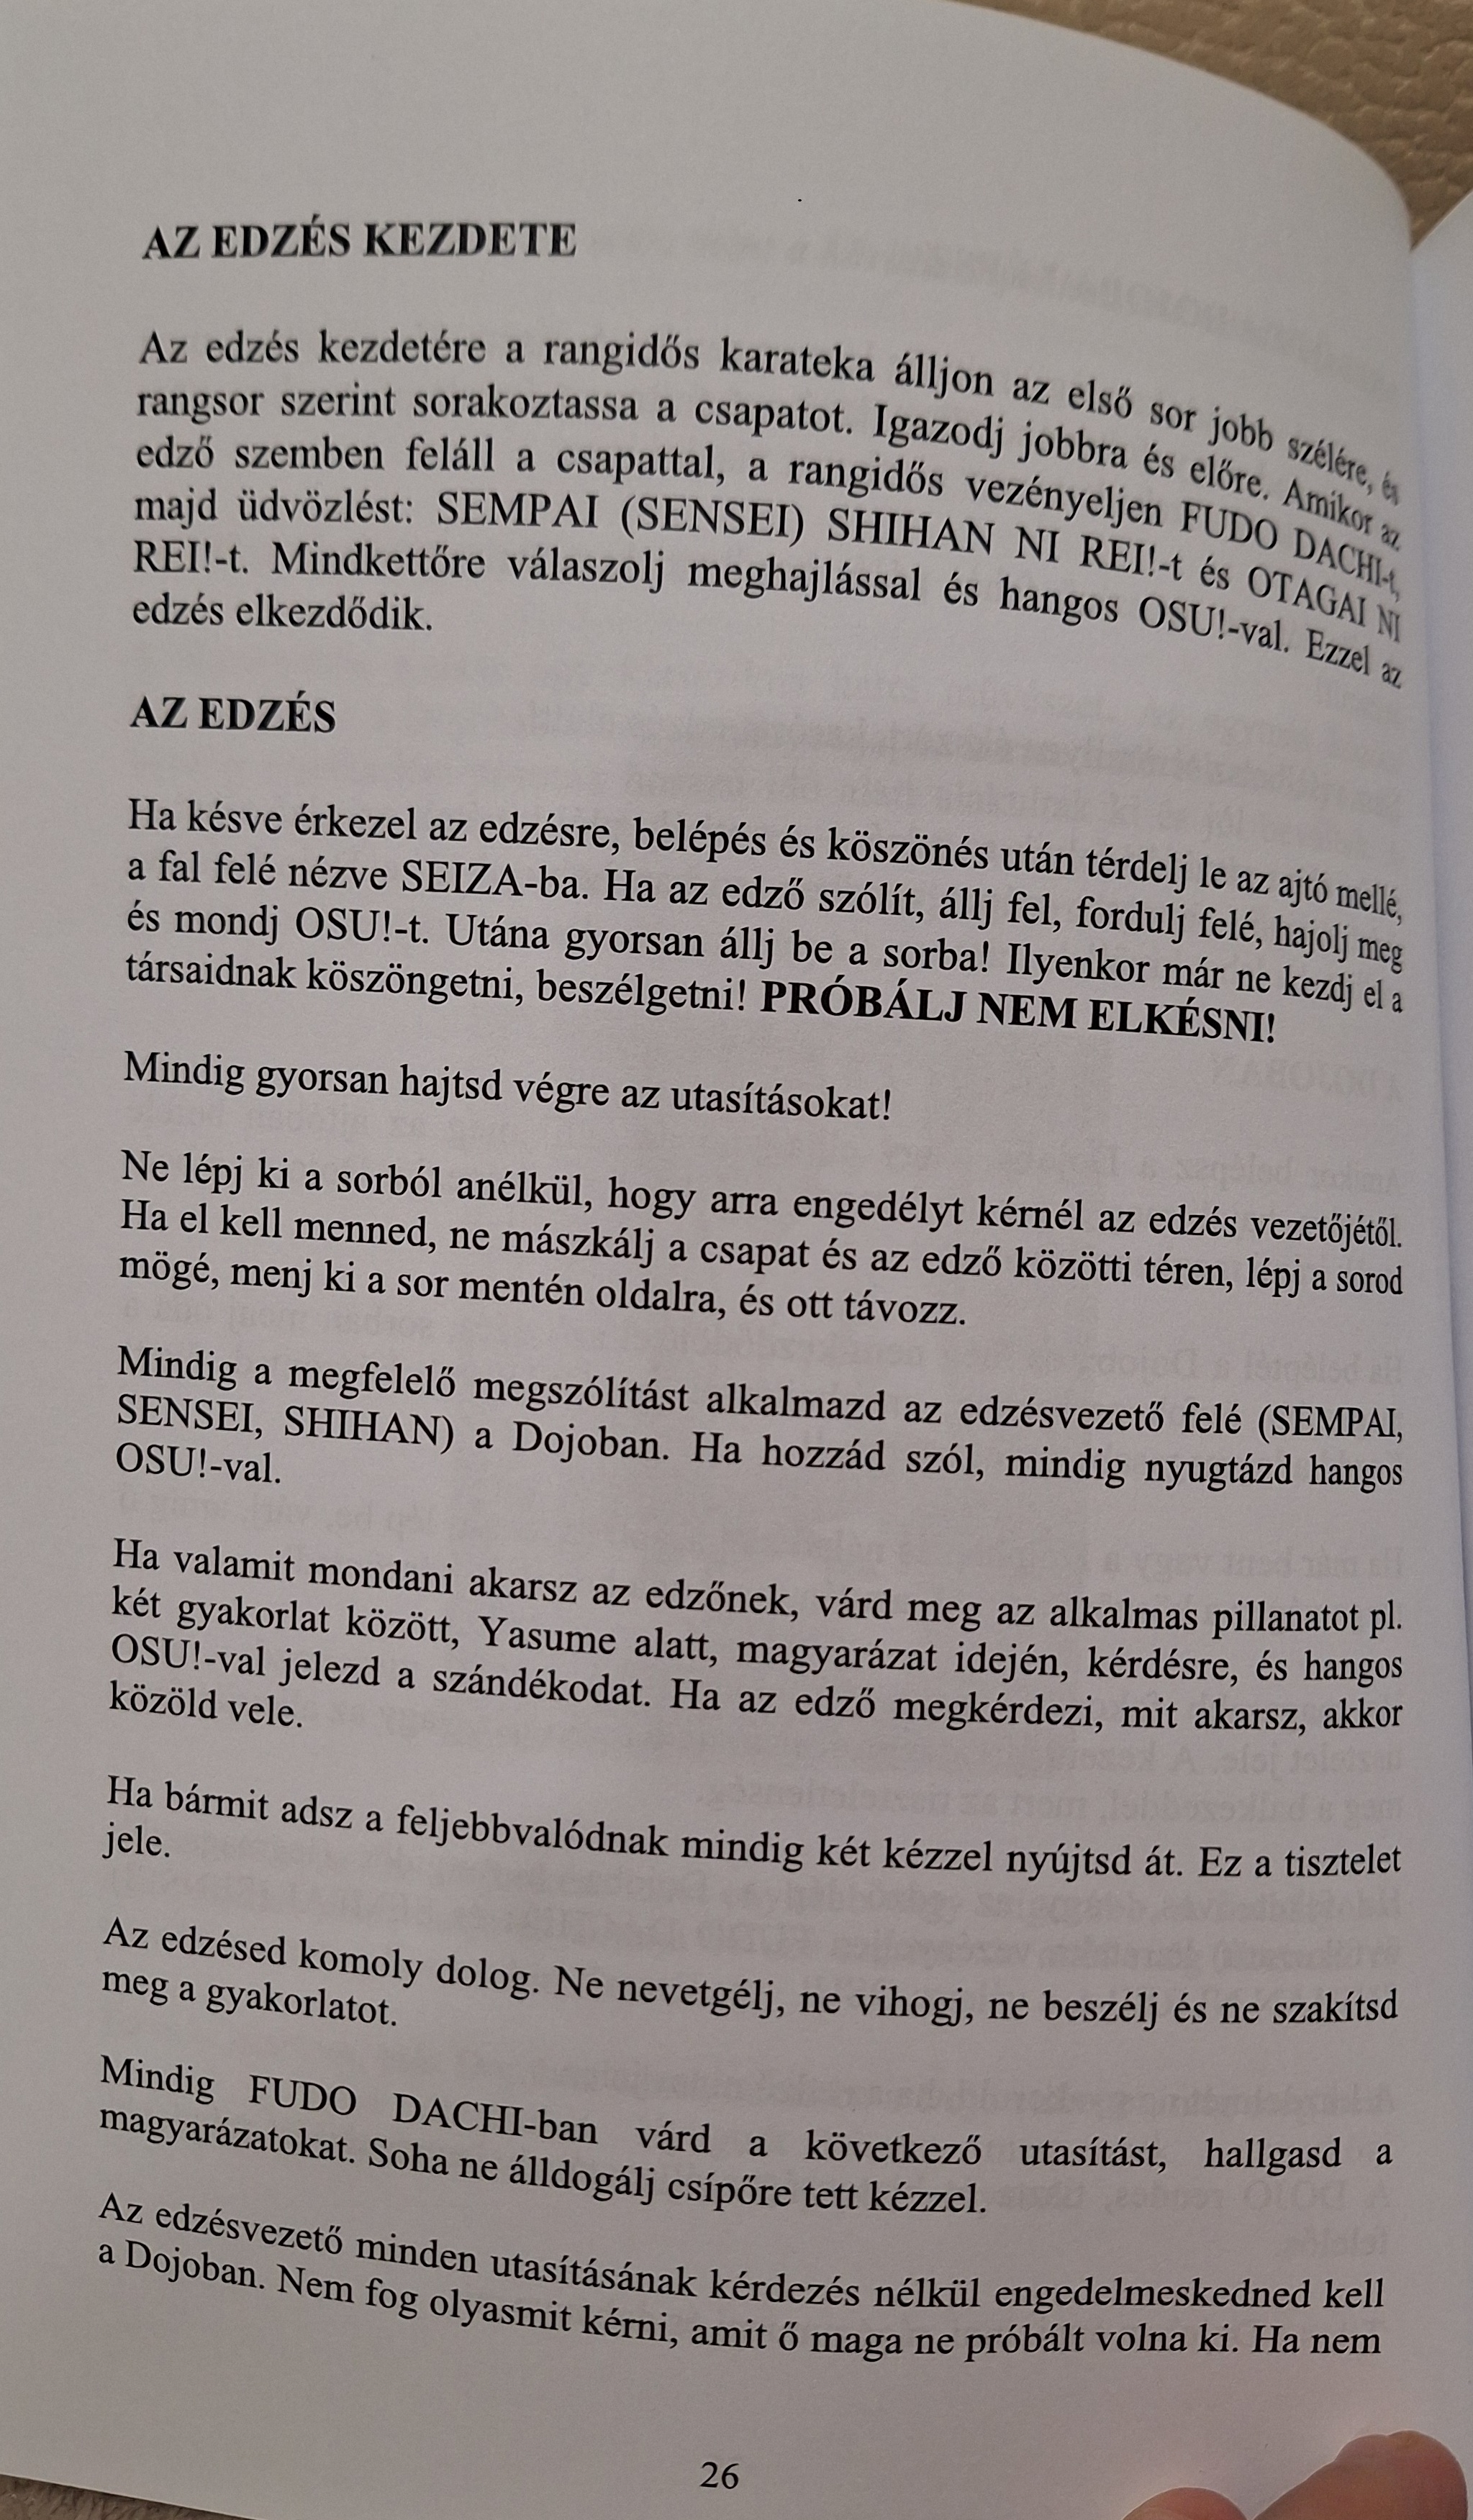 AZ EDZÉS KEZDETE
Az edzés kezdetére a rangidős karateka álljon az első sor jobb szélére, és
rangsor szerint sorakoztassa a csapatot. Igazodj jobbra és előre. Amikor az
edző szemben feláll a csapattal, a rangidős vezényeljen FUDO DACHI-t,
majd üdvözlést: SEMPAI (SENSEI) SHIHAN NI REI!-t és OTAGAI NI
REI!-t. Mindkettőre válaszolj meghajlással és hangos OSU!-val. Ezzel az
edzés elkezdődik.
AZ EDZÉS
Ha késve érkezel az edzésre, belépés és köszönés után térdelj le az ajtó mellé,
a fal felé nézve SEIZA-ba. Ha az edző szólít, állj fel, fordulj felé, hajolj meg
és mondj OSU!-t. Utána gyorsan állj be a sorba! Ilyenkor már ne kezdj el a
társaidnak köszöngetni, beszélgetni! PRÓBÁLJ NEM ELKÉSNI!
Mindig gyorsan hajtsd végre az utasításokat!
Ne lépj ki a sorból anélkül, hogy arra engedélyt kérnél az edzés vezetőjétől.
Ha el kell menned, ne mászkálj a csapat és az edző közötti téren, lépj a sorod
mögé, menj ki a sor mentén oldalra, és ott távozz.
Mindig a megfelelő megszólítást alkalmazd az edzésvezető felé (SEMPAI,
SENSEI, SHIHAN) a Dojoban. Ha hozzád szól, mindig nyugtázd hangos
OSU!-val.
Ha valamit mondani akarsz az edzőnek, várd meg az alkalmas pillanatot pl.
két gyakorlat között, Yasume alatt, magyarázat idején, kérdésre, és hangos
OSU!-val jelezd a szándékodat. Ha az edző megkérdezi, mit akarsz, akkor
közöld vele.
Ha bármit adsz a feljebbvalódnak mindig két kézzel nyújtsd át. Ez a tisztelet
jele.
Az edzésed komoly dolog. Ne nevetgélj, ne vihogj, ne beszélj és ne szakítsd
meg a gyakorlatot.
Mindig FUDO DACHI-ban várd a következő utasítást, hallgasd a
magyarázatokat. Soha ne álldogálj csípőre tett kézzel.
Az edzésvezető minden utasításának kérdezés nélkül engedelmeskedned kell
a Dojoban. Nem fog olyasmit kérni, amit ő maga ne próbált volna ki. Ha nem
26